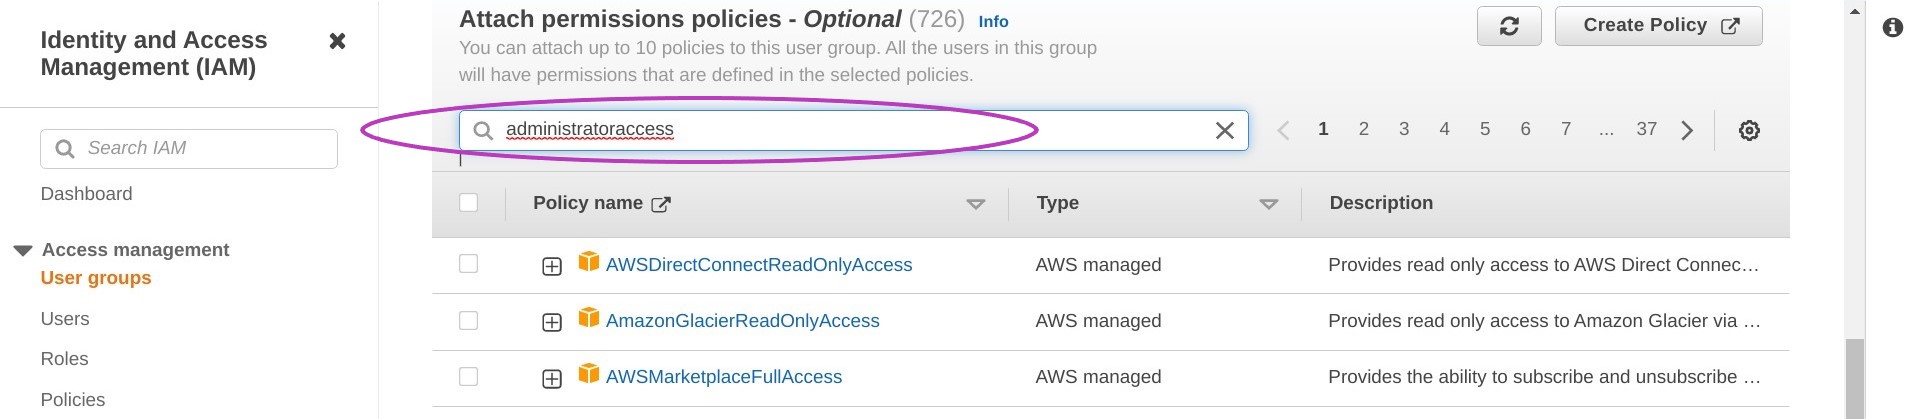 Identity and Access
Management (IAM)
Search IAM
Dashboard
Access management
User groups
Users
Roles
Policies
Attach permissions policies - Optional (726) Info
You can attach up to 10 policies to this user group. All the users in this group
will have permissions that are defined in the selected policies.
Create Policy
administratoraccess
1 2 3 4 5 6 7 ... 37
Policy name Type Description
AWSDirectConnectReadOnlyAccess AWS managed Provides read only access to AWS Direct Connec…
AmazonGlacierReadOnlyAccess AWS managed Provides read only access to Amazon Glacier via …
AWSMarketplaceFullAccess AWS managed Provides the ability to subscribe and unsubscribe …